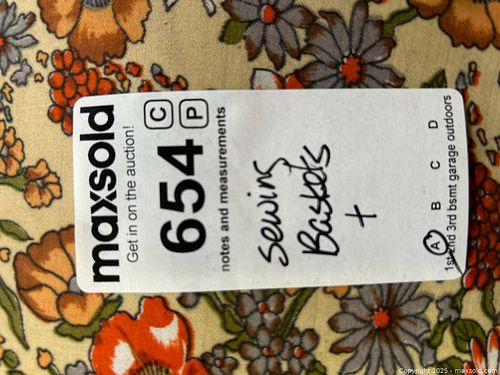 maxsold
Get in on the auction!
654 C P
notes and measurements
Sewing
Baskets
+
A B C D
1st 2nd 3rd bsmt garage outdoors
Copyright 2025 - maxsold.com